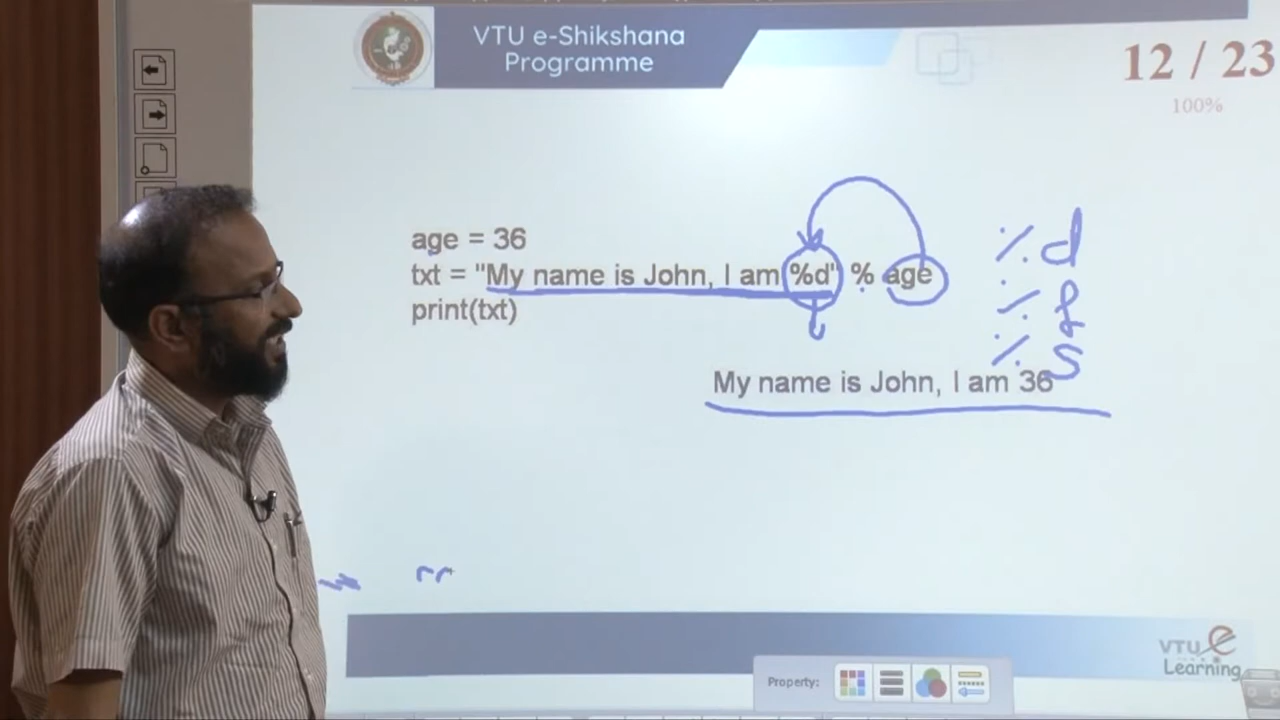 VTU e-Shikshana
Programme
12 / 23
100%
age = 36
txt = "My name is John, I am %d" % age
print(txt)
%d
%f
%s
My name is John, I am 36
VTU
e
Learning
Property: